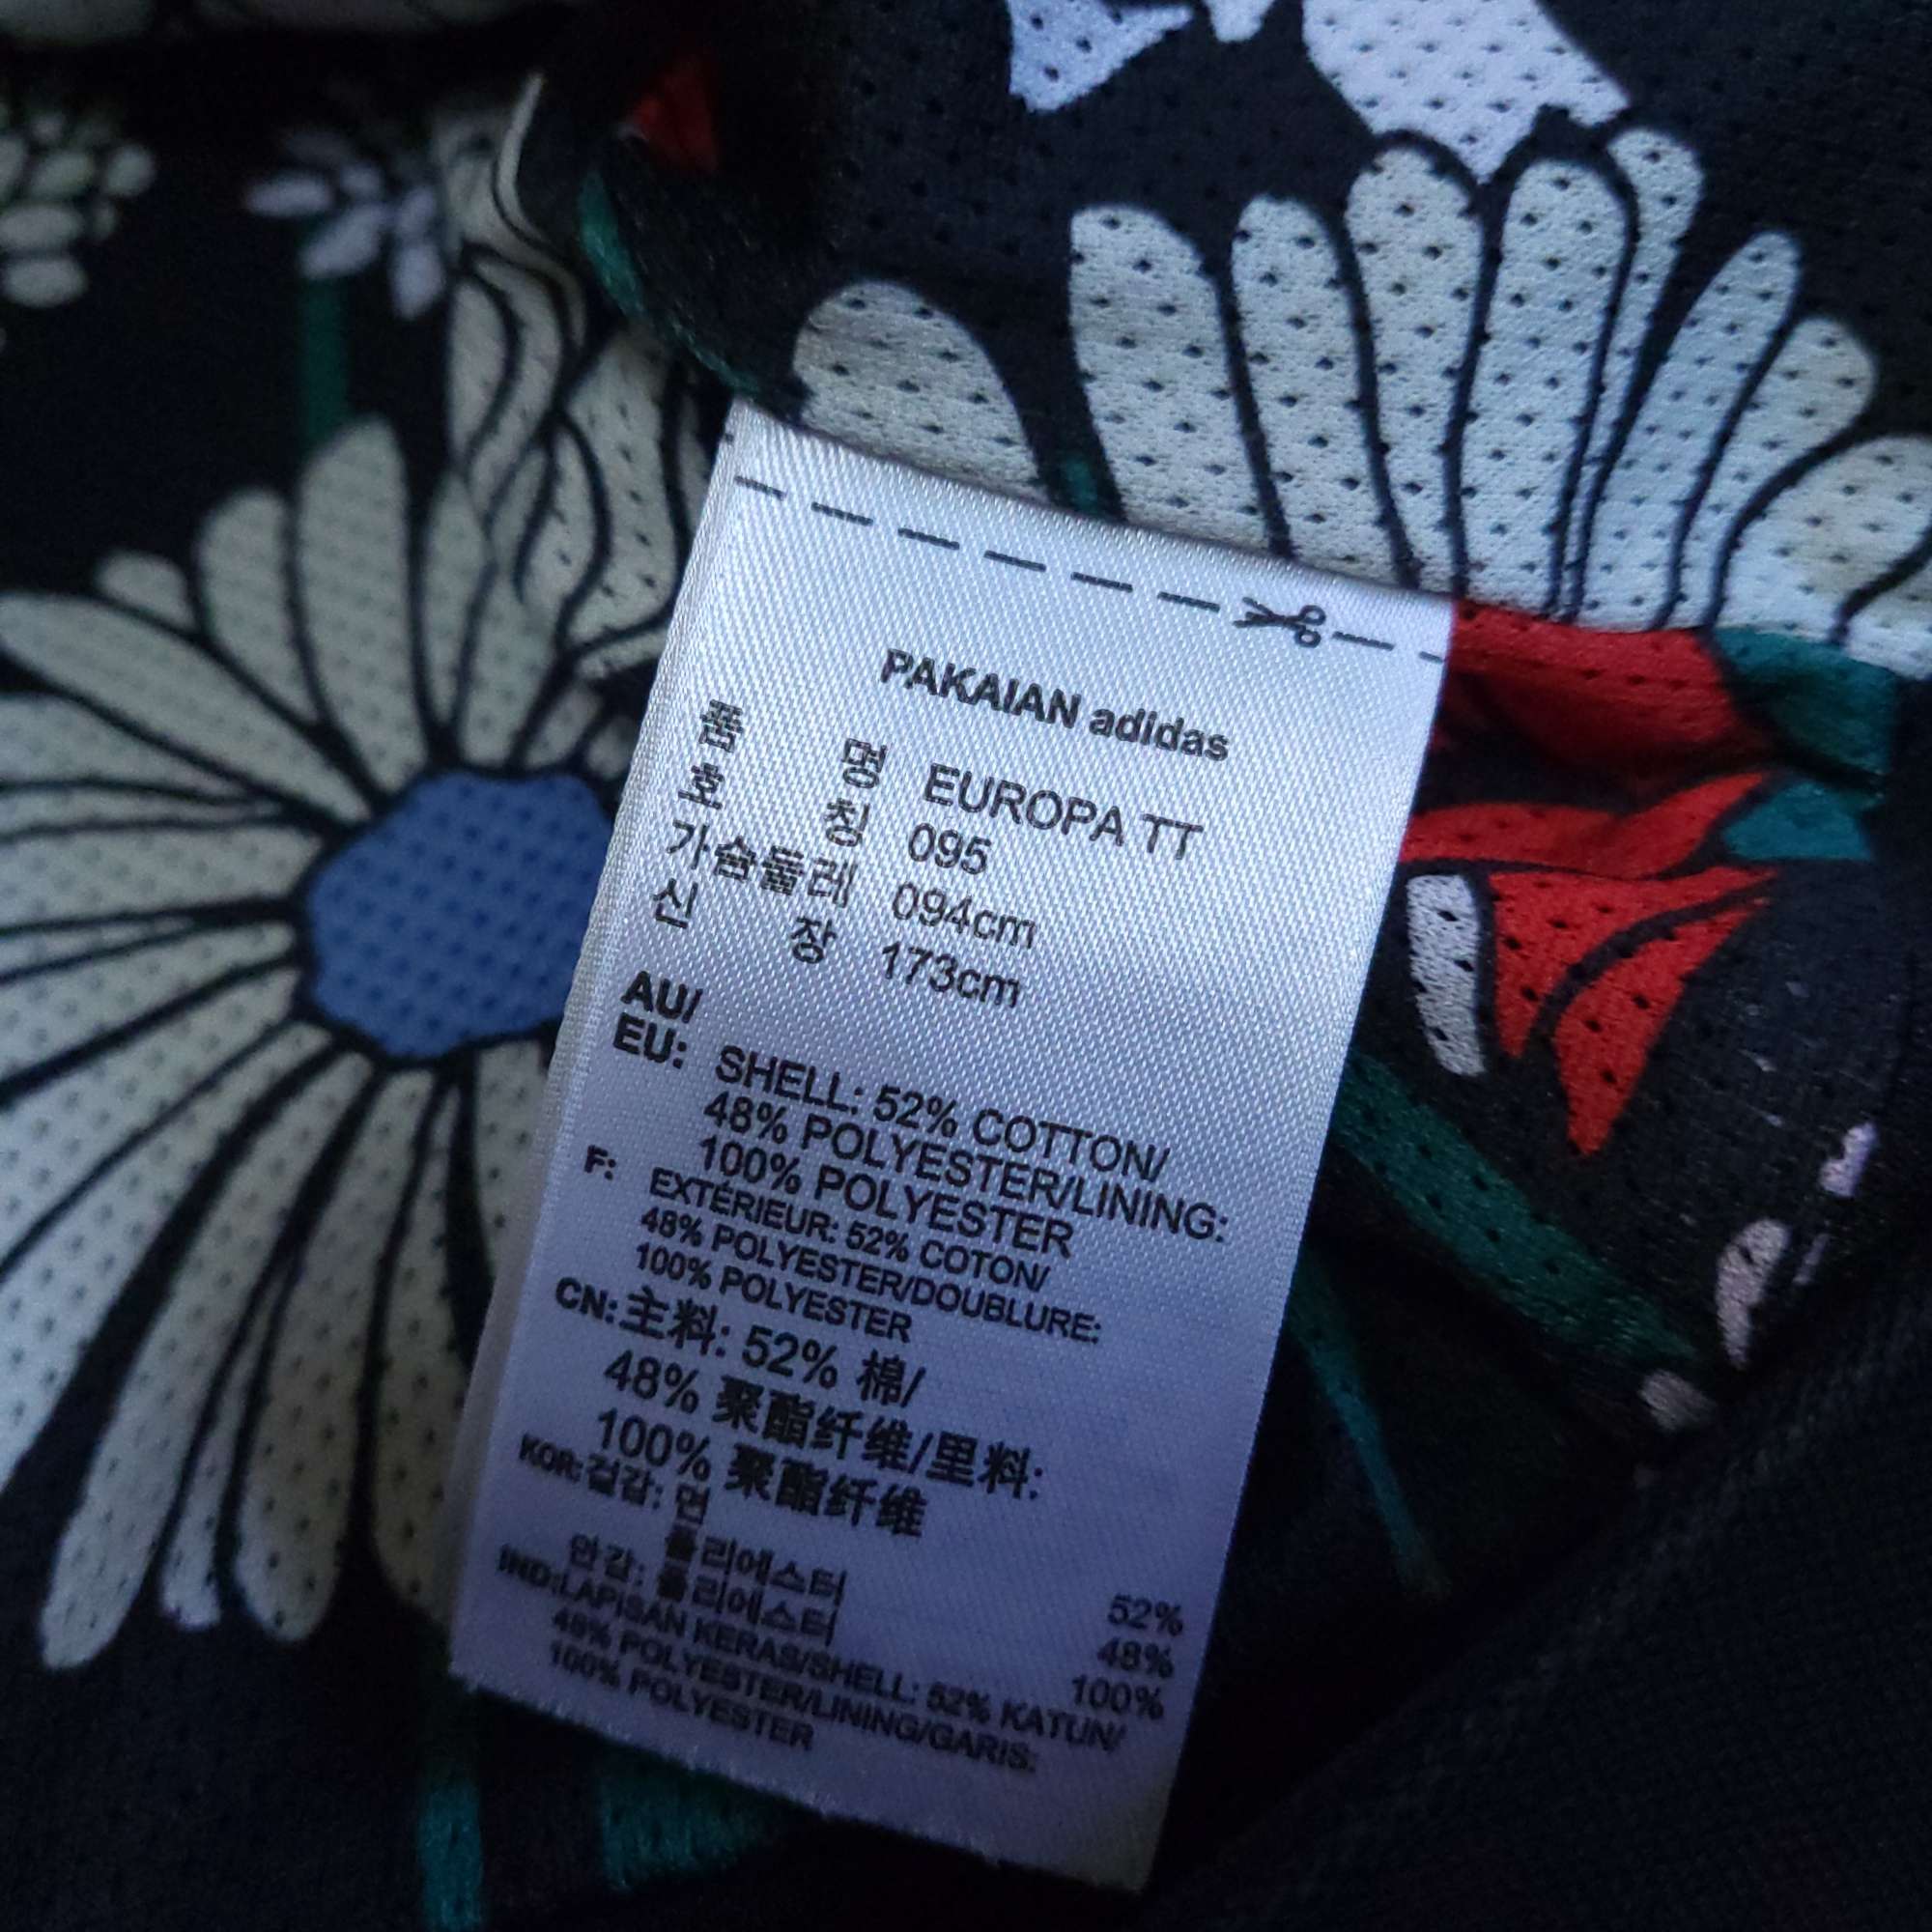 PAKAIAN adidas
품 명 EUROPA TT
호 칭 095
가슴둘레 094cm
신 장 173cm
AU/
EU: SHELL: 52% COTTON/
48% POLYESTER/LINING:
100% POLYESTER
F: EXTÉRIEUR: 52% COTON/
48% POLYESTER/DOUBLURE:
100% POLYESTER
CN: 主料: 52% 棉/
48% 聚酯纤维/里料:
100% 聚酯纤维
KOR: 겉감: 면 52%
폴리에스터 48%
안감: 폴리에스터 100%
IND: LAPISAN KERAS/SHELL: 52% KATUN/
48% POLYESTER/LINING/GARIS:
100% POLYESTER